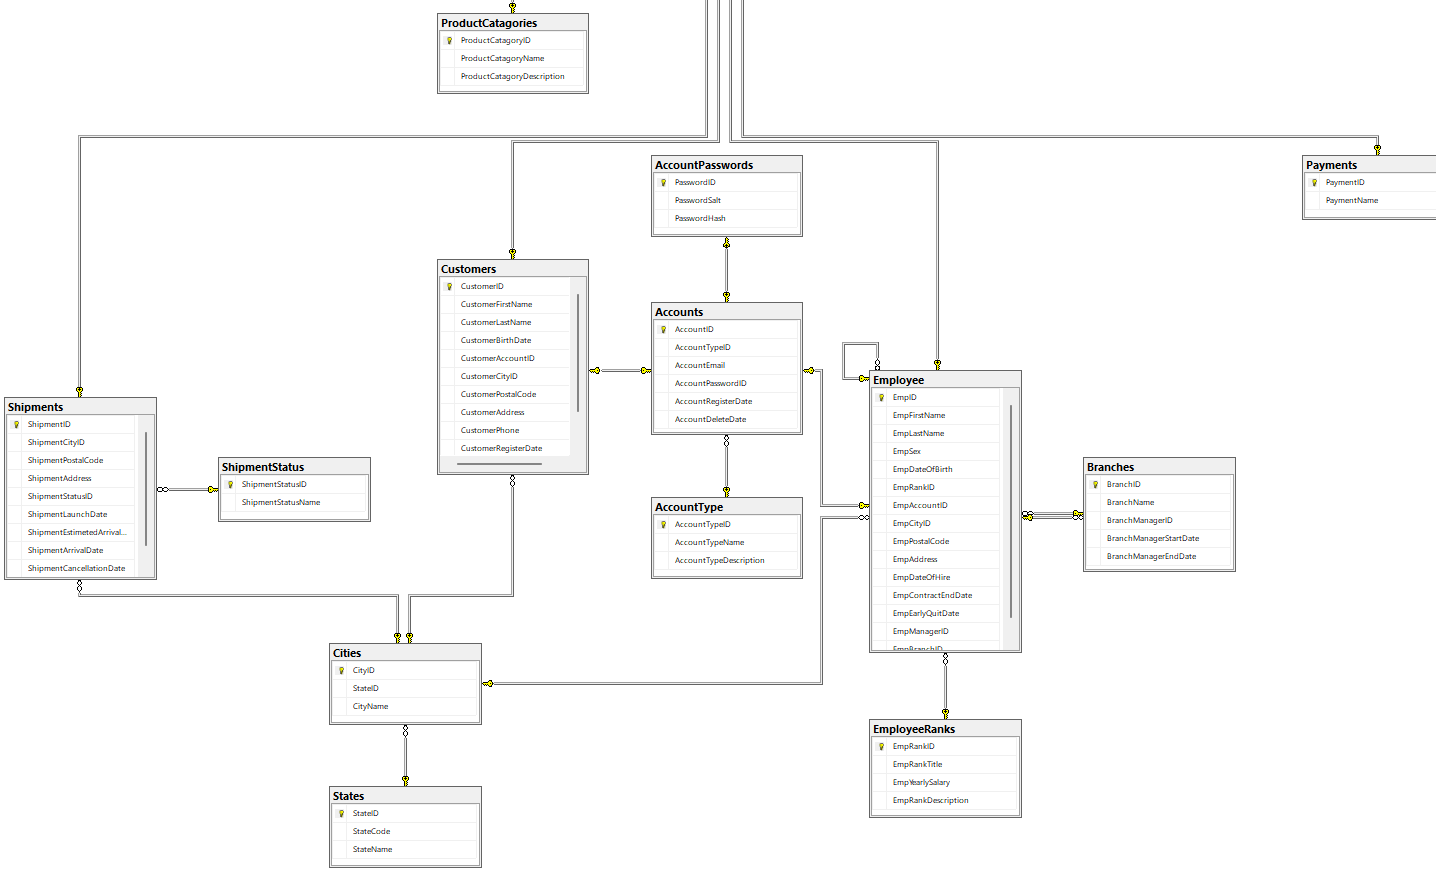 ProductCatagories
ProductCatagoryID
ProductCatagoryName
ProductCatagoryDescription
AccountPasswords
PasswordID
PasswordSalt
PasswordHash
Payments
PaymentID
PaymentName
Customers
CustomerID
CustomerFirstName
CustomerLastName
CustomerBirthDate
CustomerAccountID
CustomerCityID
CustomerPostalCode
CustomerAddress
CustomerPhone
CustomerRegisterDate
Accounts
AccountID
AccountTypeID
AccountEmail
AccountPasswordID
AccountRegisterDate
AccountDeleteDate
Employee
EmpID
EmpFirstName
EmpLastName
EmpSex
EmpDateOfBirth
EmpRankID
EmpAccountID
EmpCityID
EmpPostalCode
EmpAddress
EmpDateOfHire
EmpContractEndDate
EmpEarlyQuitDate
EmpManagerID
EmpBranchID
Shipments
ShipmentID
ShipmentCityID
ShipmentPostalCode
ShipmentAddress
ShipmentStatusID
ShipmentLaunchDate
ShipmentEstimetedArrival...
ShipmentArrivalDate
ShipmentCancellationDate
ShipmentStatus
ShipmentStatusID
ShipmentStatusName
Branches
BranchID
BranchName
BranchManagerID
BranchManagerStartDate
BranchManagerEndDate
AccountType
AccountTypeID
AccountTypeName
AccountTypeDescription
Cities
CityID
StateID
CityName
EmployeeRanks
EmpRankID
EmpRankTitle
EmpYearlySalary
EmpRankDescription
States
StateID
StateCode
StateName